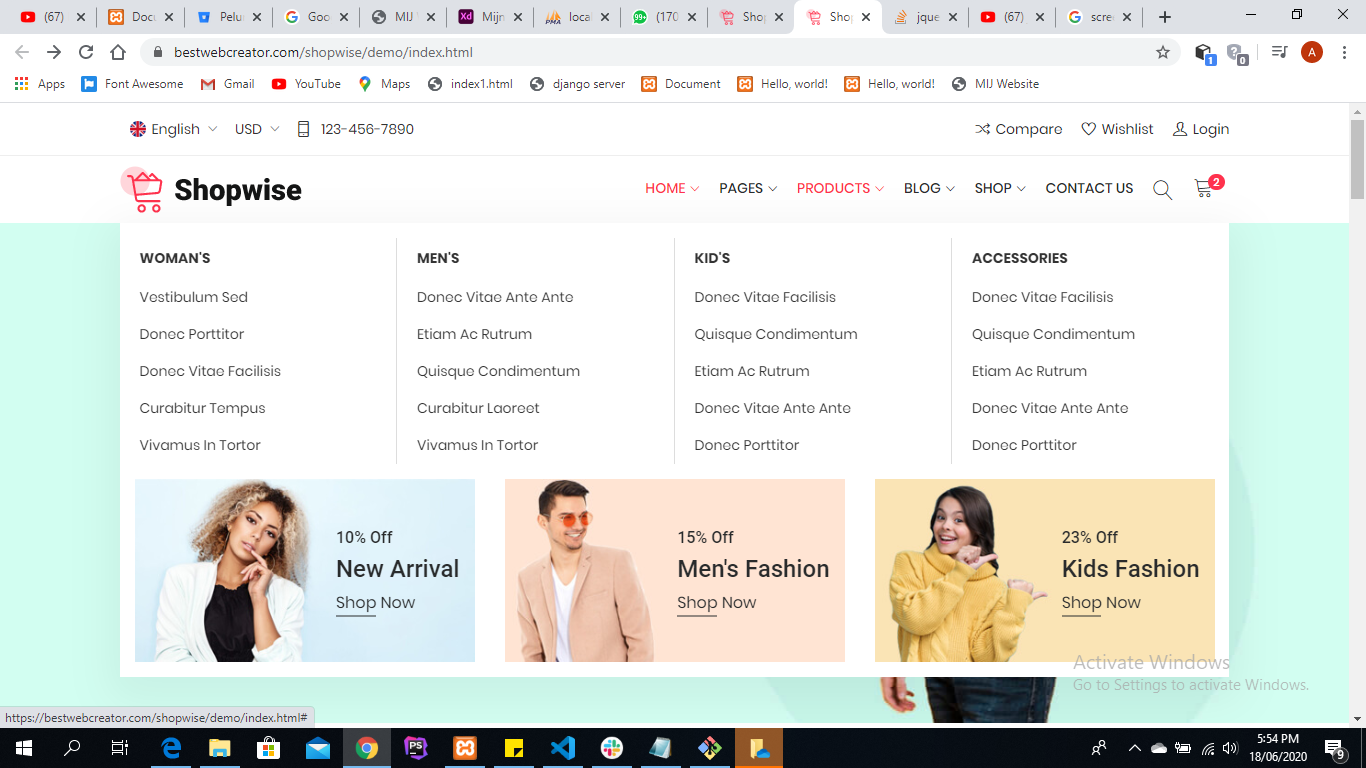 (67)
Docu
Pelu
Goo
MIJ
Mijn
loca
(170
Shop
Shop
jque
(67)
scre
bestwebcreator.com/shopwise/demo/index.html
1
0
A
Apps
Font Awesome
Gmail
YouTube
Maps
index1.html
django server
Document
Hello, world!
Hello, world!
MIJ Website
English
USD
123-456-7890
Compare
Wishlist
Login
Shopwise
HOME
PAGES
PRODUCTS
BLOG
SHOP
CONTACT US
2
WOMAN'S
Vestibulum Sed
Donec Porttitor
Donec Vitae Facilisis
Curabitur Tempus
Vivamus In Tortor
MEN'S
Donec Vitae Ante Ante
Etiam Ac Rutrum
Quisque Condimentum
Curabitur Laoreet
Vivamus In Tortor
KID'S
Donec Vitae Facilisis
Quisque Condimentum
Etiam Ac Rutrum
Donec Vitae Ante Ante
Donec Porttitor
ACCESSORIES
Donec Vitae Facilisis
Quisque Condimentum
Etiam Ac Rutrum
Donec Vitae Ante Ante
Donec Porttitor
10% Off
New Arrival
Shop Now
15% Off
Men's Fashion
Shop Now
23% Off
Kids Fashion
Shop Now
Activate Windows
Go to Settings to activate Windows.
https://bestwebcreator.com/shopwise/demo/index.html#
5:54 PM
18/06/2020
9